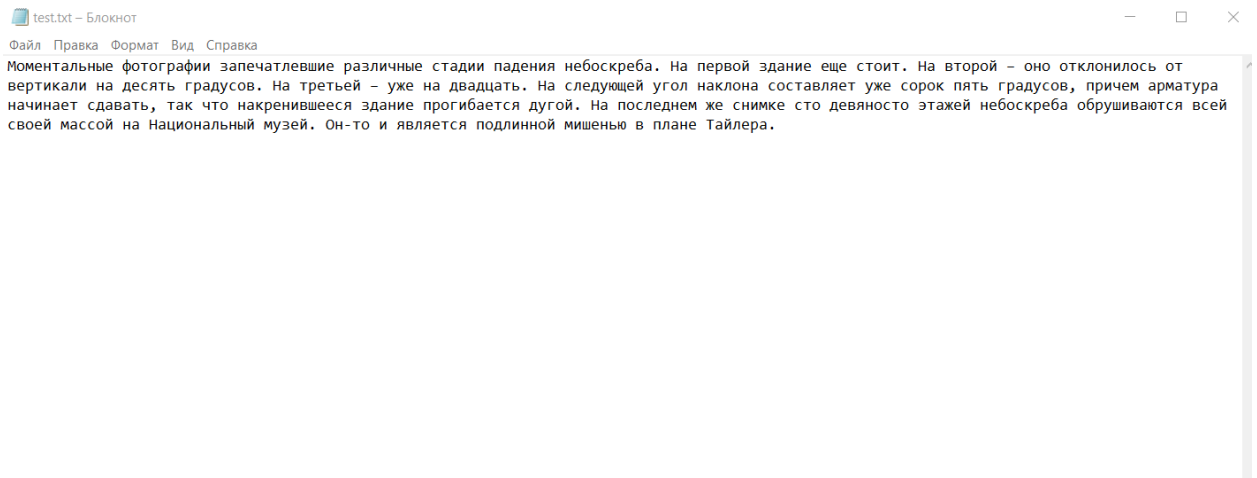 test.txt – Блокнот
Файл Правка Формат Вид Справка
Моментальные фотографии запечатлевшие различные стадии падения небоскреба. На первой здание еще стоит. На второй – оно отклонилось от
вертикали на десять градусов. На третьей – уже на двадцать. На следующей угол наклона составляет уже сорок пять градусов, причем арматура
начинает сдавать, так что накренившееся здание прогибается дугой. На последнем же снимке сто девяносто этажей небоскреба обрушиваются всей
своей массой на Национальный музей. Он-то и является подлинной мишенью в плане Тайлера.